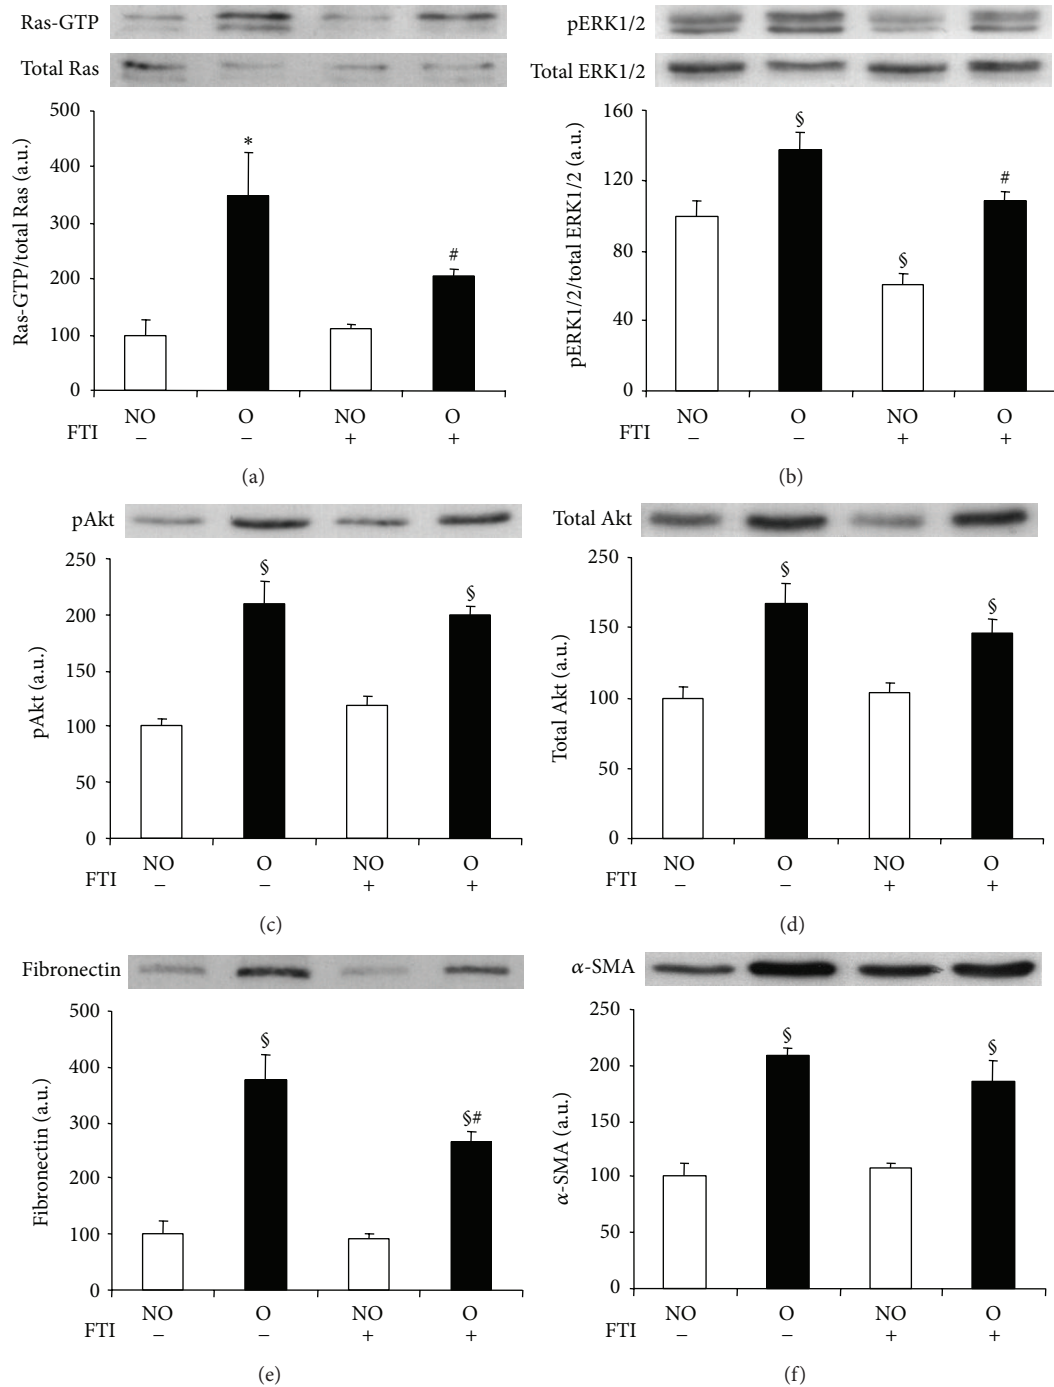 Ras-GTP
Total Ras
Ras-GTP/total Ras (a.u.)
500
400
300
200
100
0
*
#
NO O NO O
FTI − − + +
(a)
pERK1/2
Total ERK1/2
pERK1/2/total ERK1/2 (a.u.)
160
120
80
40
0
§
§
#
NO O NO O
FTI − − + +
(b)
pAkt
pAkt (a.u.)
250
200
150
100
50
0
§
§
NO O NO O
FTI − − + +
(c)
Total Akt
Total Akt (a.u.)
250
150
100
50
0
§
§
NO O NO O
FTI − − + +
(d)
Fibronectin
Fibronectin (a.u.)
500
400
300
200
100
0
§
§#
NO O NO O
FTI − − + +
(e)
α-SMA
α-SMA (a.u.)
250
200
150
100
50
0
§
§
NO O NO O
FTI − − + +
(f)